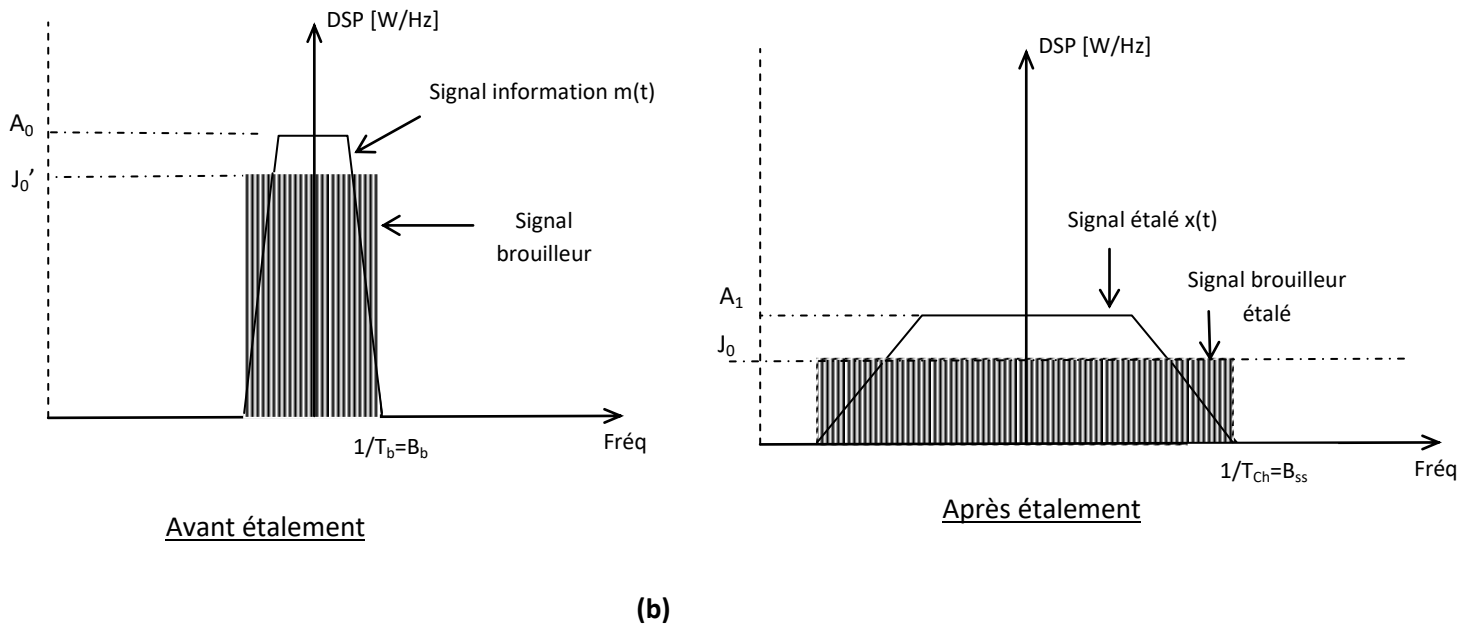 DSP [W/Hz]
Signal information m(t)
A₀
J₀’
Signal
brouilleur
1/Tb=Bb
Fréq
Avant étalement
DSP [W/Hz]
Signal étalé x(t)
Signal brouilleur
étalé
A₁
J₀
1/TCh=Bss
Fréq
Après étalement
(b)